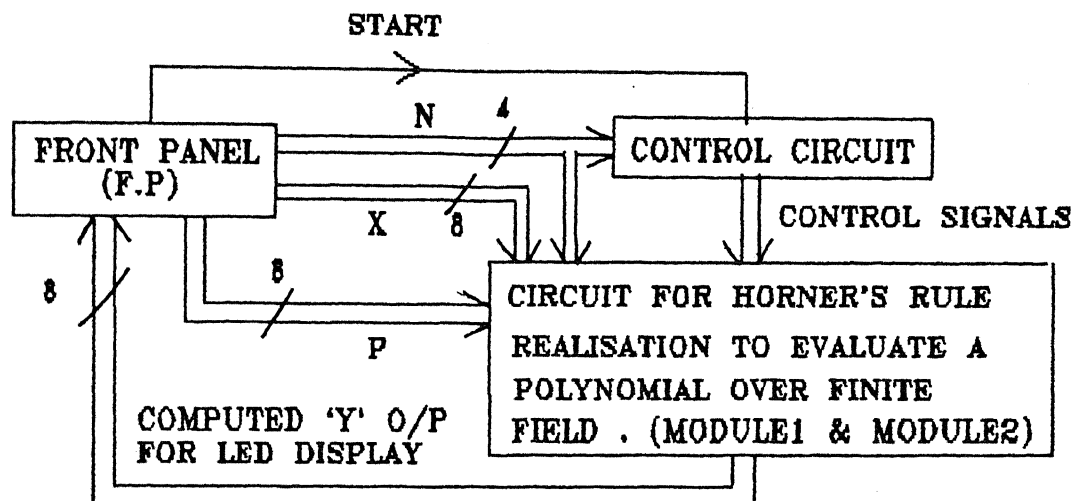 START
N
4
FRONT PANEL
(F.P)
CONTROL CIRCUIT
X
8
CONTROL SIGNALS
8
8
P
CIRCUIT FOR HORNER'S RULE
REALISATION TO EVALUATE A
POLYNOMIAL OVER FINITE
FIELD . (MODULE1 & MODULE2)
COMPUTED 'Y' O/P
FOR LED DISPLAY